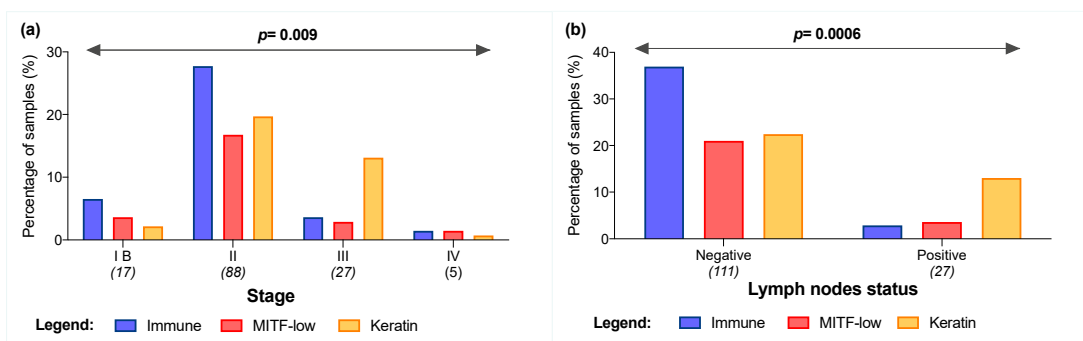 (a)
p= 0.009
Percentage of samples (%)
30
20
10
0
I B
II
III
IV
(17)
(88)
(27)
(5)
Stage
Legend: Immune MITF-low Keratin
(b)
p= 0.0006
Percentage of samples (%)
40
30
20
10
0
Negative
Positive
(111)
(27)
Lymph nodes status
Legend: Immune MITF-low Keratin